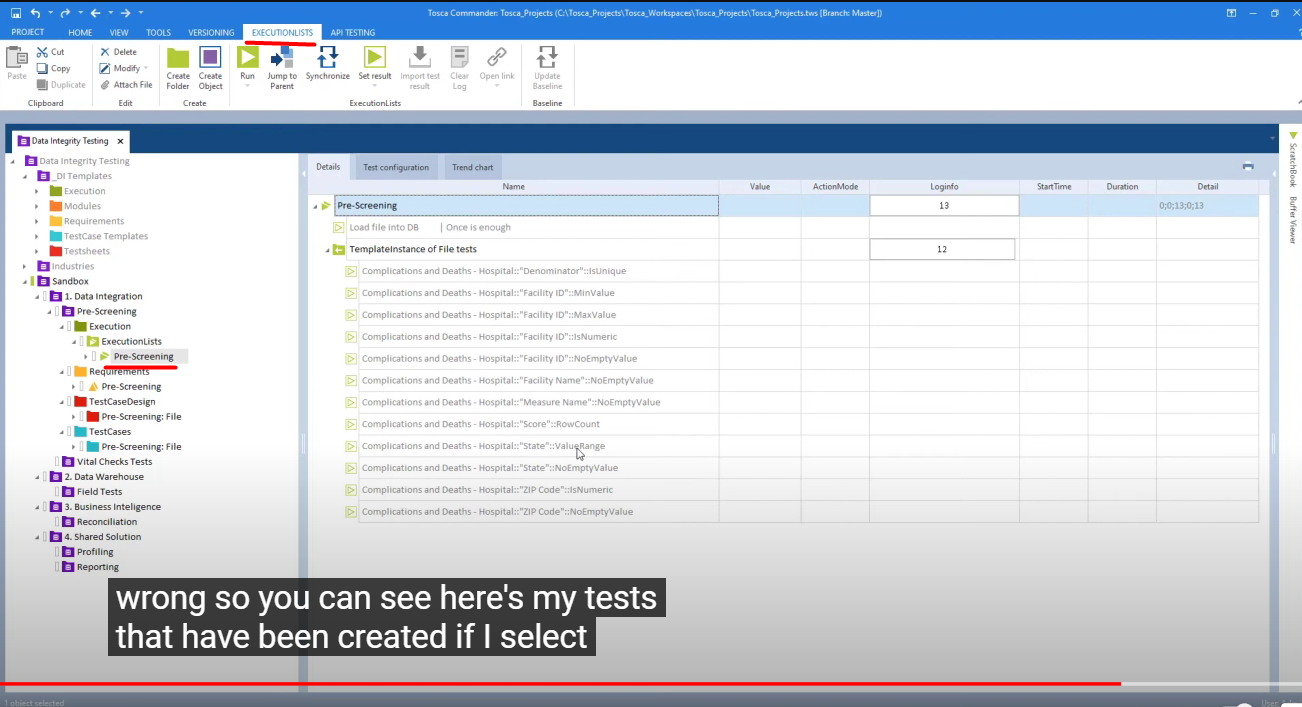 Tosca Commander: Tosca_Projects (C:\Tosca_Projects\Tosca_Workspaces\Tosca_Projects\Tosca_Projects.tws [Branch: Master])
PROJECT HOME VIEW TOOLS VERSIONING EXECUTIONLISTS API TESTING
Paste
Cut
Copy
Duplicate
Clipboard
Delete
Modify
Attach File
Edit
Create Folder
Create Object
Create
Run
Jump to Parent
Synchronize
Set result
Import test result
Clear Log
Open link
ExecutionLists
Update Baseline
Baseline
Data Integrity Testing
Data Integrity Testing
_DI Templates
Execution
Modules
Requirements
TestCase Templates
Testsheets
Industries
Sandbox
1. Data Integration
Pre-Screening
Execution
ExecutionLists
Pre-Screening
Requirements
Pre-Screening
TestCaseDesign
Pre-Screening: File
TestCases
Pre-Screening: File
Vital Checks Tests
2. Data Warehouse
Field Tests
3. Business Inteligence
Reconciliation
4. Shared Solution
Profiling
Reporting
Details Test configuration Trend chart
Name Value ActionMode Loginfo StartTime Duration Detail
Pre-Screening 13 0;0;13;0;13
Load file into DB | Once is enough
TemplateInstance of File tests 12
Complications and Deaths - Hospital::"Denominator"::IsUnique
Complications and Deaths - Hospital::"Facility ID"::MinValue
Complications and Deaths - Hospital::"Facility ID"::MaxValue
Complications and Deaths - Hospital::"Facility ID"::IsNumeric
Complications and Deaths - Hospital::"Facility ID"::NoEmptyValue
Complications and Deaths - Hospital::"Facility Name"::NoEmptyValue
Complications and Deaths - Hospital::"Measure Name"::NoEmptyValue
Complications and Deaths - Hospital::"Score"::RowCount
Complications and Deaths - Hospital::"State"::ValueRange
Complications and Deaths - Hospital::"State"::NoEmptyValue
Complications and Deaths - Hospital::"ZIP Code"::IsNumeric
Complications and Deaths - Hospital::"ZIP Code"::NoEmptyValue
ScratchBook
Buffer Viewer
wrong so you can see here's my tests
that have been created if I select
1 object selected